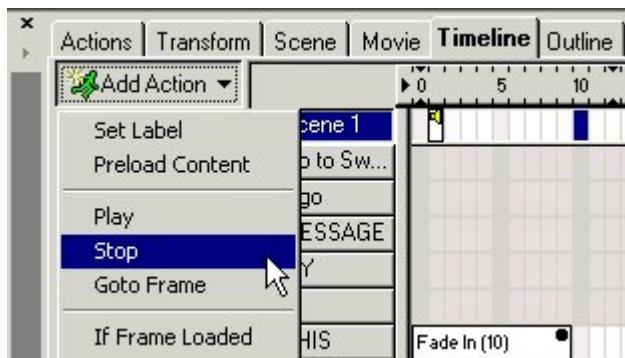 Actions Transform Scene Movie Timeline Outline
Add Action
0 5 10
Set Label
Preload Content
Play
Stop
Goto Frame
If Frame Loaded
cene 1
o to Sw...
go
ESSAGE
Y
HIS
Fade In (10)